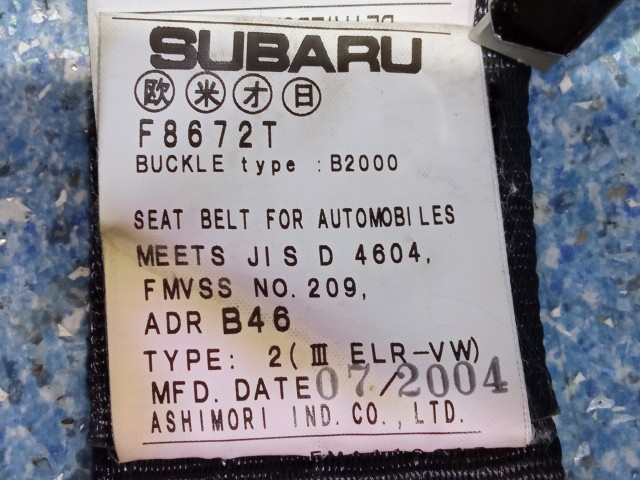 SUBARU
欧 米 才 日
F8672T
BUCKLE type : B2000
SEAT BELT FOR AUTOMOBILES
MEETS JIS D 4604,
FMVSS NO. 209,
ADR B46
TYPE: 2( Ⅲ ELR-VW)
MFD. DATE 07/2004
ASHIMORI IND. CO., LTD.